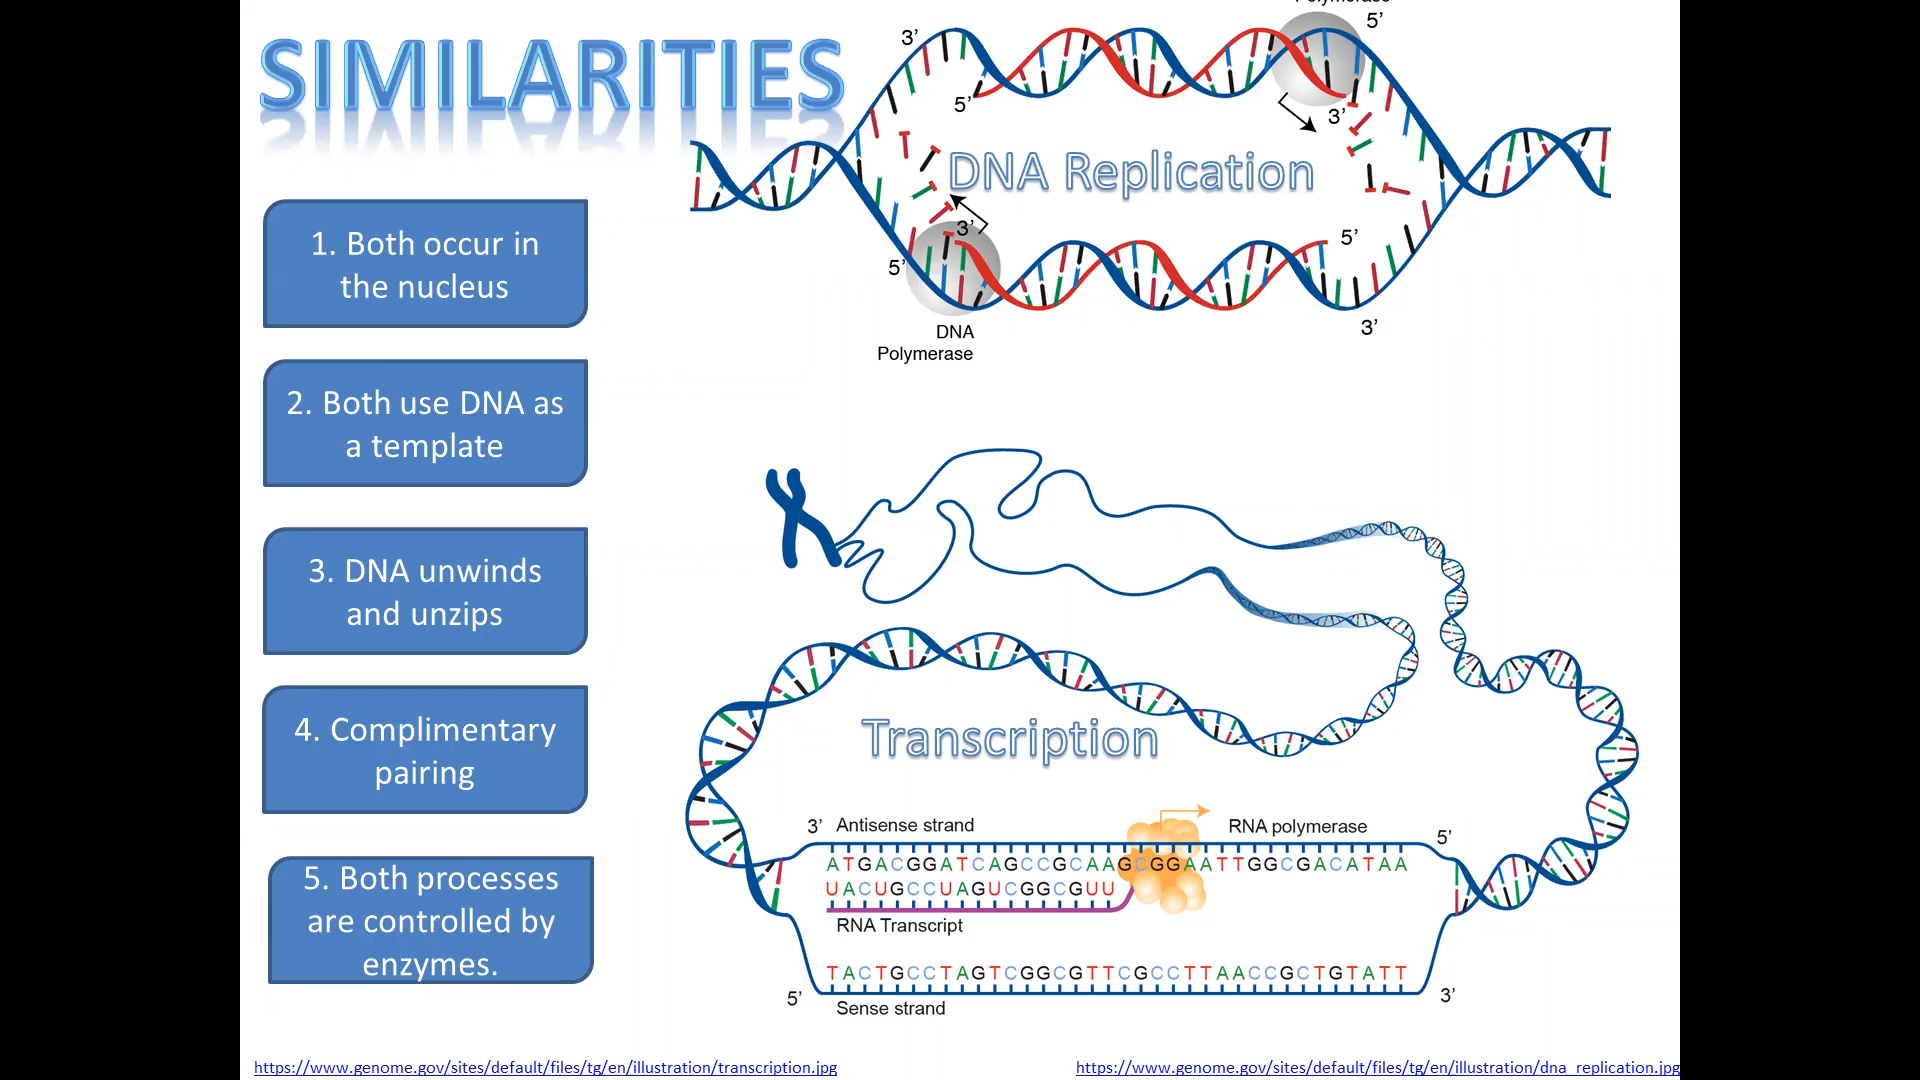 SIMILARITIES
1. Both occur in
the nucleus
2. Both use DNA as
a template
3. DNA unwinds
and unzips
4. Complimentary
pairing
5. Both processes
are controlled by
enzymes.
Polymerase
5’
3’
5’
3’
DNA Replication
3’
5’
5’
3’
DNA
Polymerase
Transcription
3’ Antisense strand
RNA polymerase
5’
ATGACGGATCAGCCGCAAGCGGAATTGGCGACATAA
UACUGCCUAGUCGGCGUU
RNA Transcript
TACTGCCTAGTCGGCGTTCGCCTTAACCGCTGTATT
5’
3’
Sense strand
https://www.genome.gov/sites/default/files/tg/en/illustration/transcription.jpg
https://www.genome.gov/sites/default/files/tg/en/illustration/dna_replication.jpg